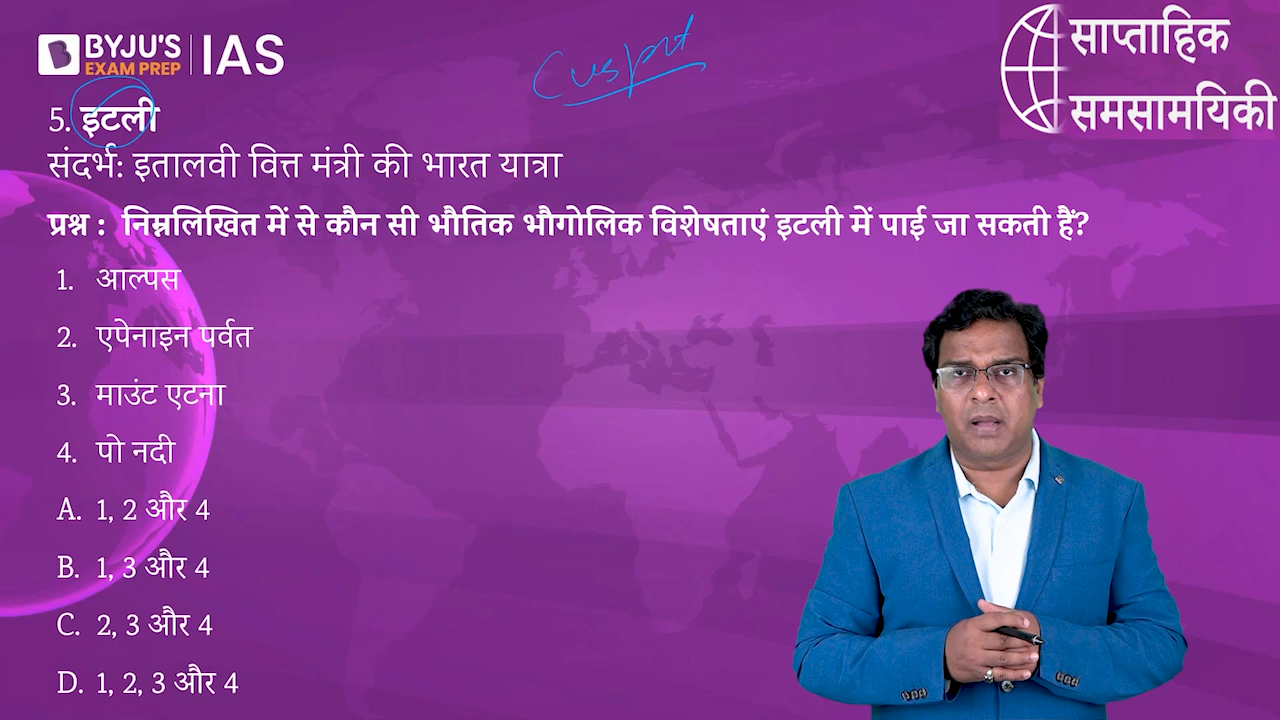 BYJU'S
EXAM PREP
IAS
साप्ताहिक
समसामयिकी
5. इटली
संदर्भ: इतालवी वित्त मंत्री की भारत यात्रा
प्रश्न : निम्नलिखित में से कौन सी भौतिक भौगोलिक विशेषताएं इटली में पाई जा सकती हैं?
1. आल्पस
2. एपेनाइन पर्वत
3. माउंट एटना
4. पो नदी
A. 1, 2 और 4
B. 1, 3 और 4
C. 2, 3 और 4
D. 1, 2, 3 और 4